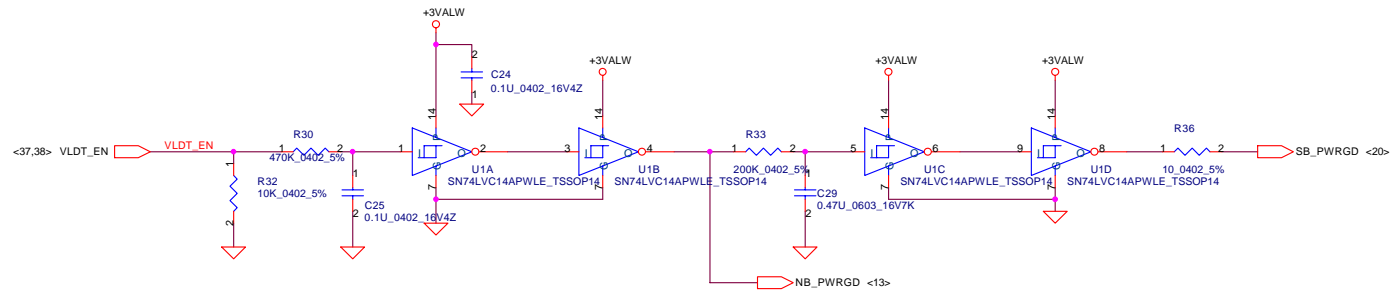 +3VALW
2
C24
0.1U_0402_16V4Z
1
14
<37,38> VLDT_EN
VLDT_EN
1
R30
2
470K_0402_5%
1
R32
10K_0402_5%
2
1
C25
0.1U_0402_16V4Z
2
1
2
O
U1A
SN74LVC14APWLE_TSSOP14
7
+3VALW
14
3
4
O
U1B
SN74LVC14APWLE_TSSOP14
7
R33
1
2
200K_0402_5%
1
C29
0.47U_0603_16V7K
2
+3VALW
14
5
6
O
U1C
SN74LVC14APWLE_TSSOP14
7
+3VALW
14
9
8
O
U1D
SN74LVC14APWLE_TSSOP14
7
R36
1
2
10_0402_5%
SB_PWRGD <20>
NB_PWRGD <13>